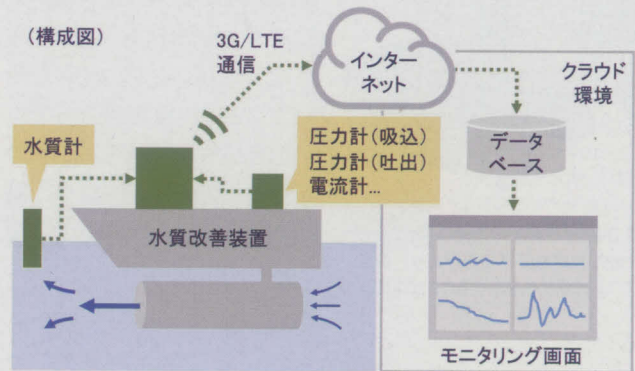 (構成図)
3G/LTE
通信
インター
ネット
クラウド
環境
水質計
圧力計(吸込)
圧力計(吐出)
電流計...
データ
ベース
水質改善装置
モニタリング画面